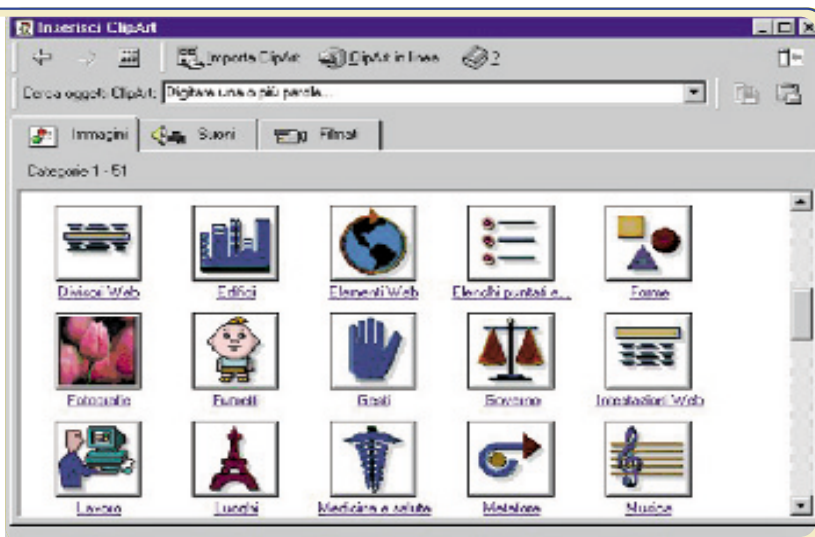 Inserisci ClipArt
Importa ClipArt ClipArt in linea ?
Cerca oggetti ClipArt: Digitare una o più parole...
Immagini Suoni Filmati
Categorie 1 - 51
Divisori Web Edifici Elementi Web Elenchi puntati e... Forme
Fotografie Fumetti Gesti Governo Intestazioni Web
Lavoro Luoghi Medicina e salute Metafore Musica